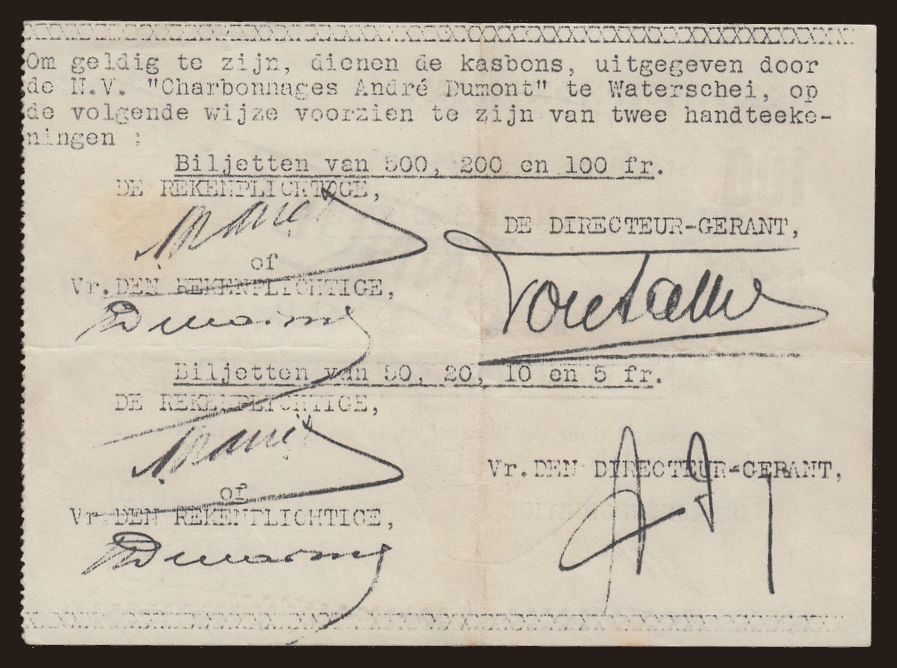 XXXXXXXXXXXXXXXXXXXXXXXXXXXXXXXXXXXXXXXXXXXXXXXXXXXXX
Om geldig te zijn, dienen de kasbons, uitgegeven door
de N.V. "Charbonnages André Dumont" te Waterschei, op
de volgende wijze voorzien te zijn van twee handteeke-
ningen :
Biljetten van 500, 200 en 100 fr.
DE REKENPLICHTIGE,
DE DIRECTEUR-GERANT,
of
Vr. DEN REKENPLICHTIGE,
Biljetten van 50, 20, 10 en 5 fr.
DE REKENPLICHTIGE,
Vr. DEN DIRECTEUR-GERANT,
of
Vr. DEN REKENPLICHTIGE,
XXXXXXXXXXXXXXXXXXXXXXXXXXXXXXXXXXXXXXXXXXXXXXXXXXXXX